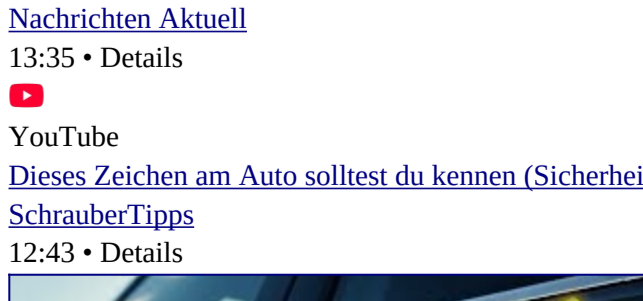 Nachrichten Aktuell
13:35 • Details
YouTube
Dieses Zeichen am Auto solltest du kennen (Sicherhei
SchrauberTipps
12:43 • Details